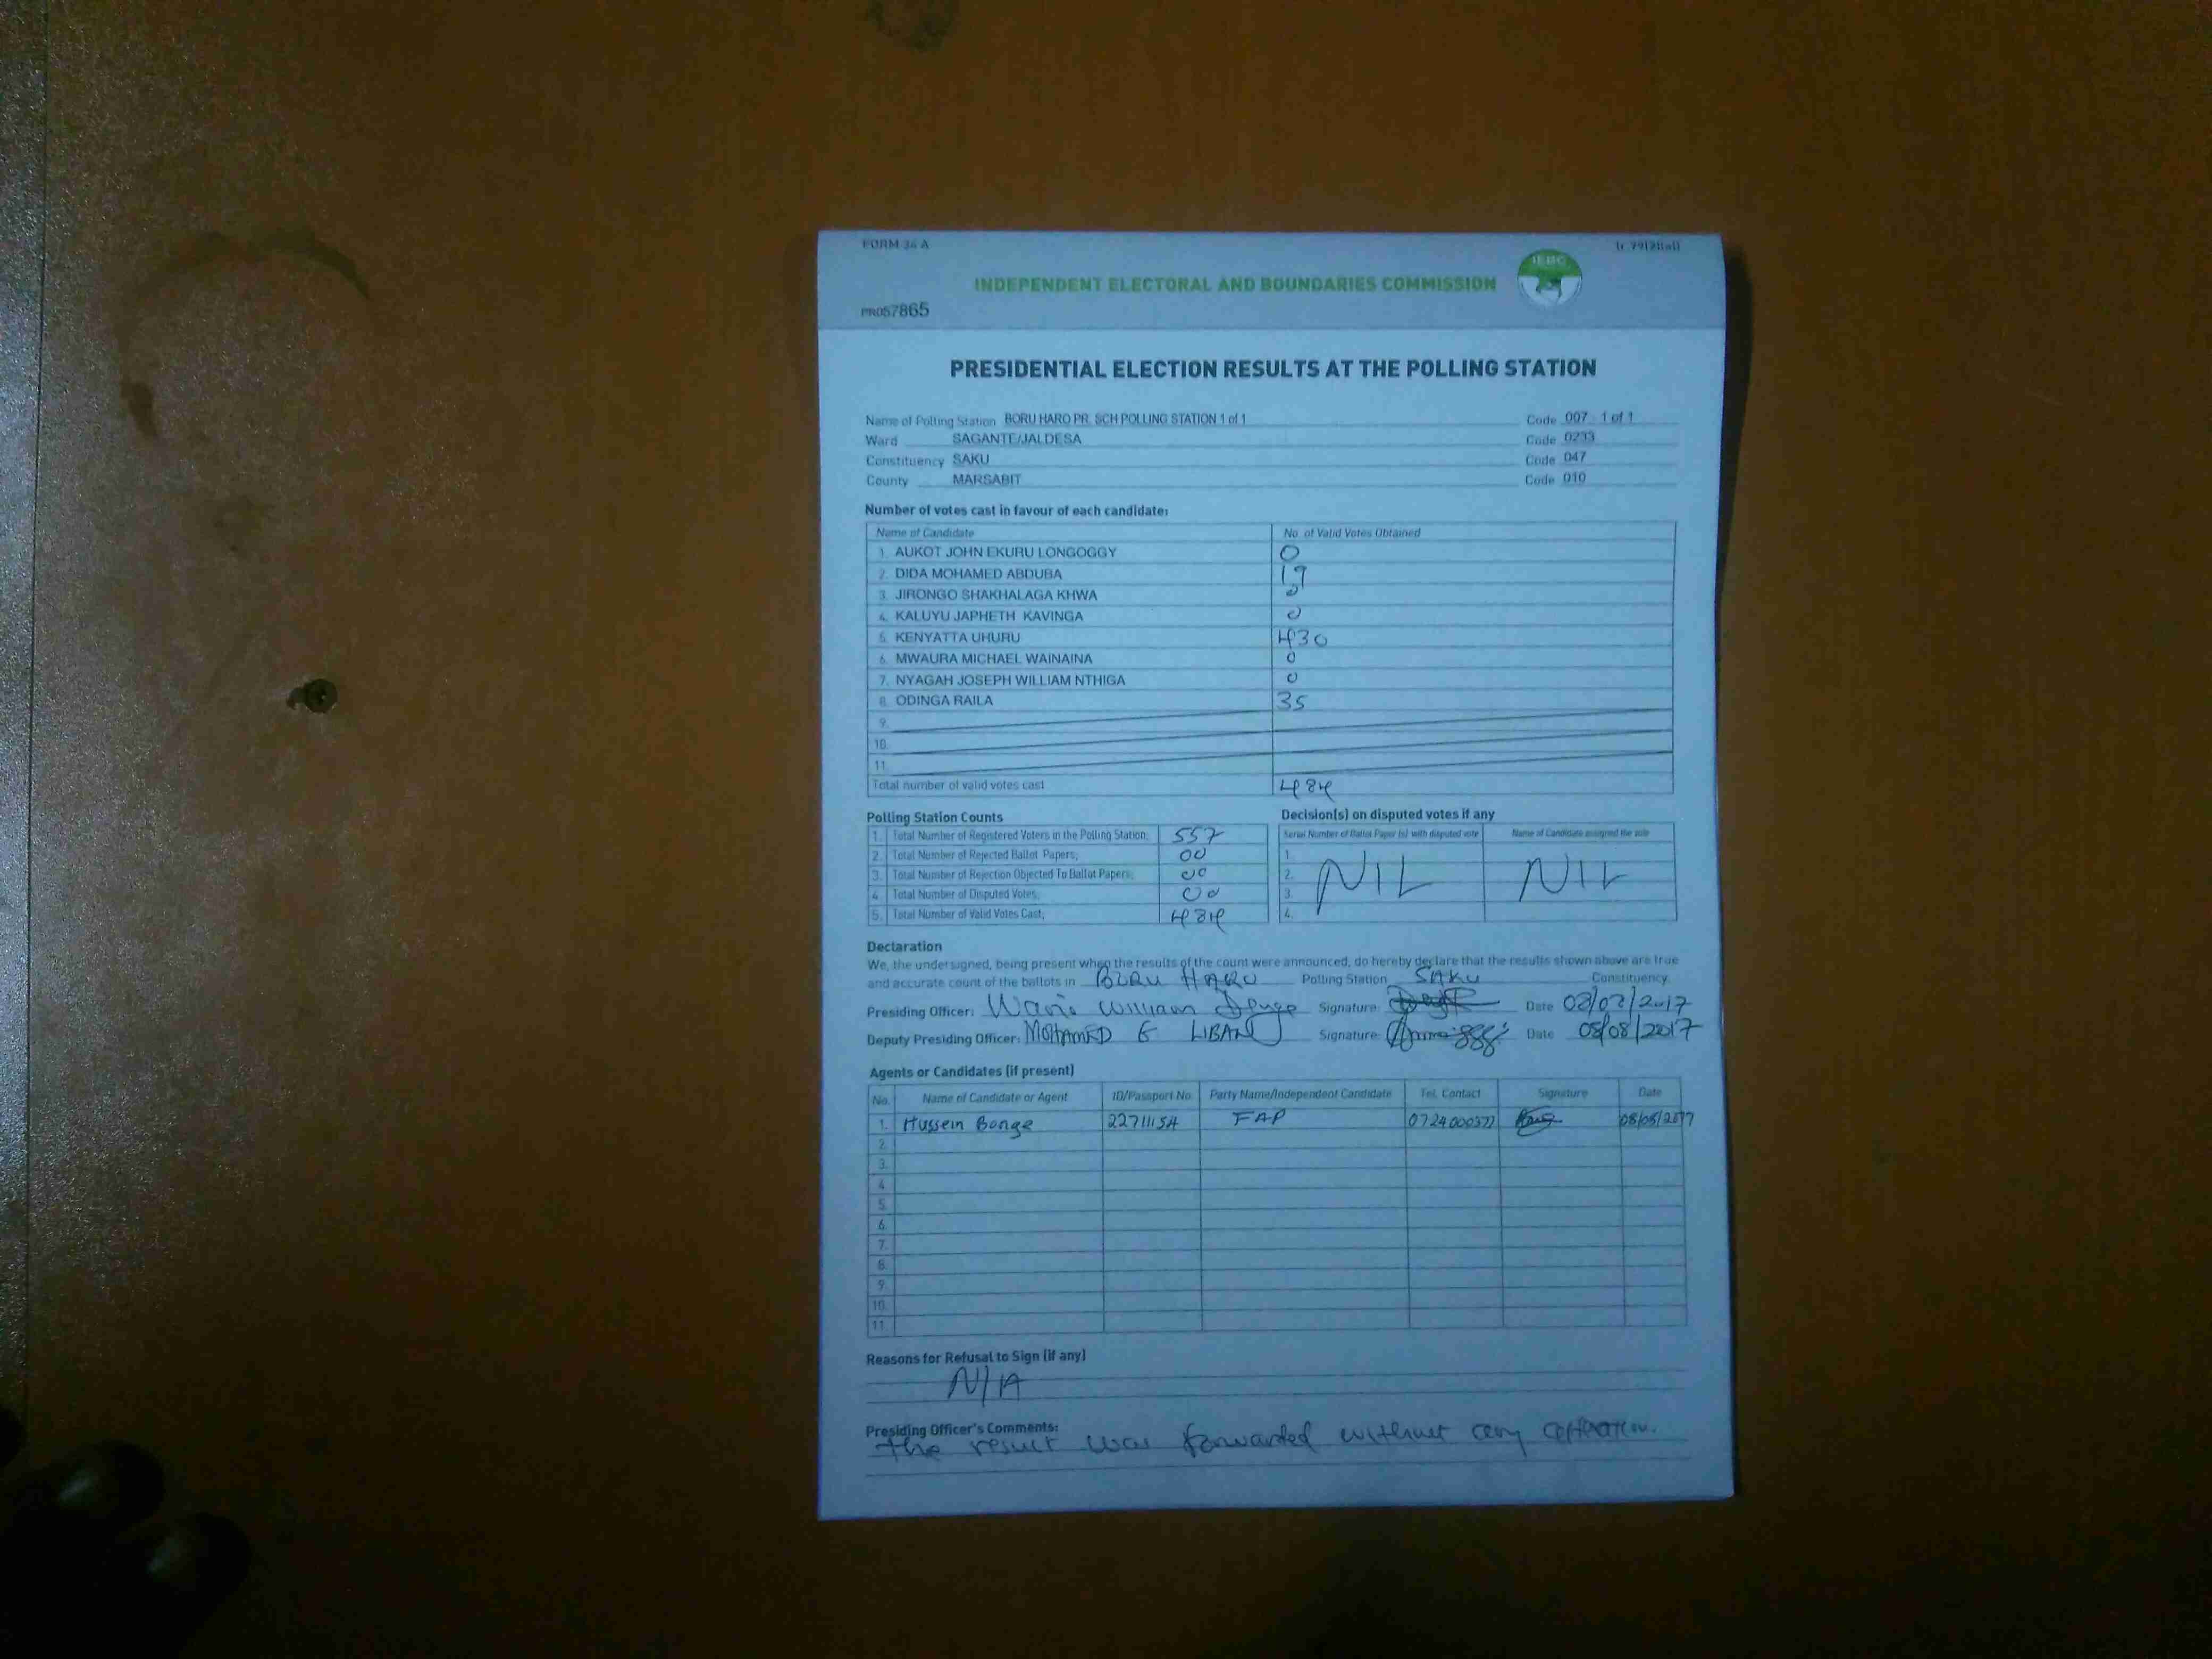 FORM 34 A
IEBC
INDEPENDENT ELECTORAL AND BOUNDARIES COMMISSION
PR057865
PRESIDENTIAL ELECTION RESULTS AT THE POLLING STATION
Name of Polling Station BORU HARO PR. SCH POLLING STATION 1 of 1 Code 007 - 1 of 1
Ward SAGANTE/JALDESA Code 0233
Constituency SAKU Code 047
County MARSABIT Code 010
Number of votes cast in favour of each candidate:
Name of Candidate No. of Valid Votes Obtained
1. AUKOT JOHN EKURU LONGOGGY 0
2. DIDA MOHAMED ABDUBA 19
3. JIRONGO SHAKHALAGA KHWA 0
4. KALUYU JAPHETH KAVINGA 0
5. KENYATTA UHURU 430
6. MWAURA MICHAEL WAINAINA 0
7. NYAGAH JOSEPH WILLIAM NTHIGA 0
8. ODINGA RAILA 35
9.
10.
11.
Total number of valid votes cast 484
Polling Station Counts Decision(s) on disputed votes if any
1. Total Number of Registered Voters in the Polling Station; 557 Serial Number of Ballot Paper (s) with disputed vote Name of Candidate assigned the vote
2. Total Number of Rejected Ballot Papers; 00 1.
3. Total Number of Rejection Objected To Ballot Papers; 00 2. NIL NIL
4. Total Number of Disputed Votes; 00 3.
5. Total Number of Valid Votes Cast; 484 4.
Declaration
We, the undersigned, being present when the results of the count were announced, do hereby declare that the results shown above are true
and accurate count of the ballots in BORU HARO Polling Station SAKU Constituency.
Presiding Officer: William Signature: Date 08/08/2017
Deputy Presiding Officer: MOHAMED G LIBAN Signature: Date 08/08/2017
Agents or Candidates (if present)
No. Name of Candidate or Agent ID/Passport No. Party Name/Independent Candidate Tel. Contact Signature Date
1. Hussein Bonge FAP 08/08/2017
2.
3.
4.
5.
6.
7.
8.
9.
10.
11.
Reasons for Refusal to Sign (if any)
N/A
Presiding Officer's Comments:
the result was forwarded without any